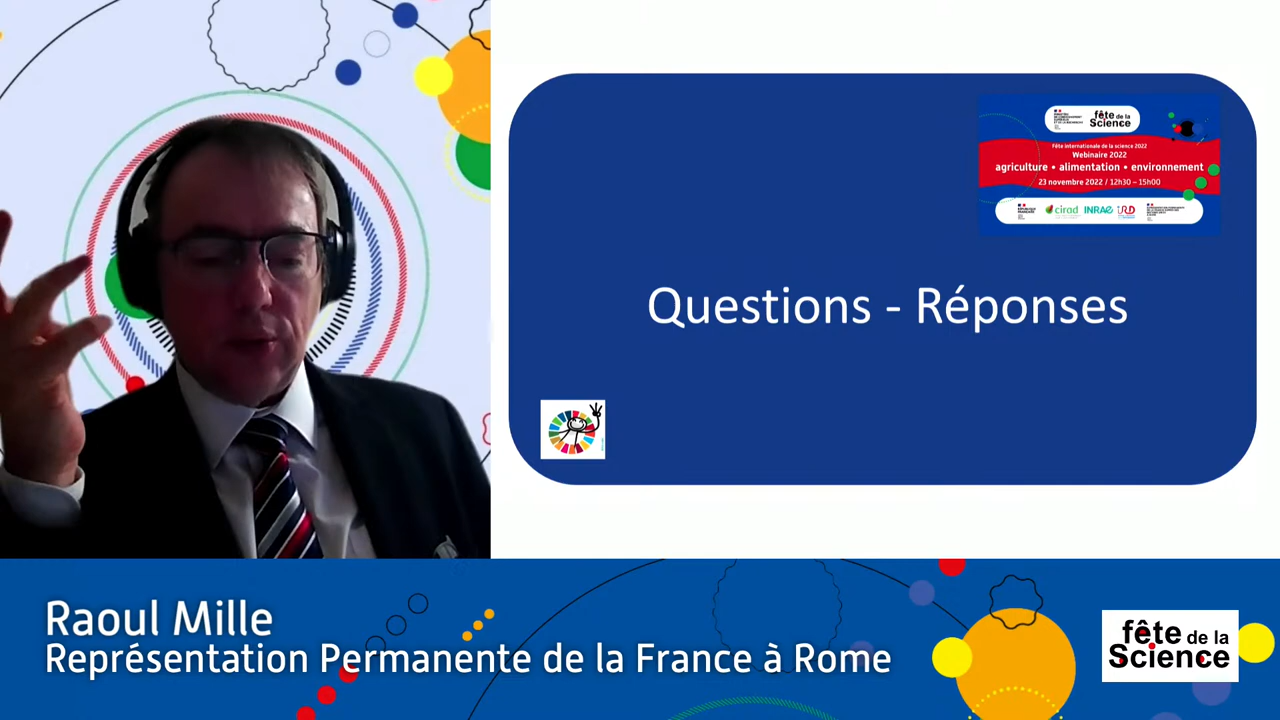 fête de la
Science
Fête internationale de la science 2022
Webinaire 2022
agriculture • alimentation • environnement
23 novembre 2022 / 12h30 – 15h00
cirad
INRAE
IRD
Questions - Réponses
Raoul Mille
Représentation Permanente de la France à Rome
fête de la
Science